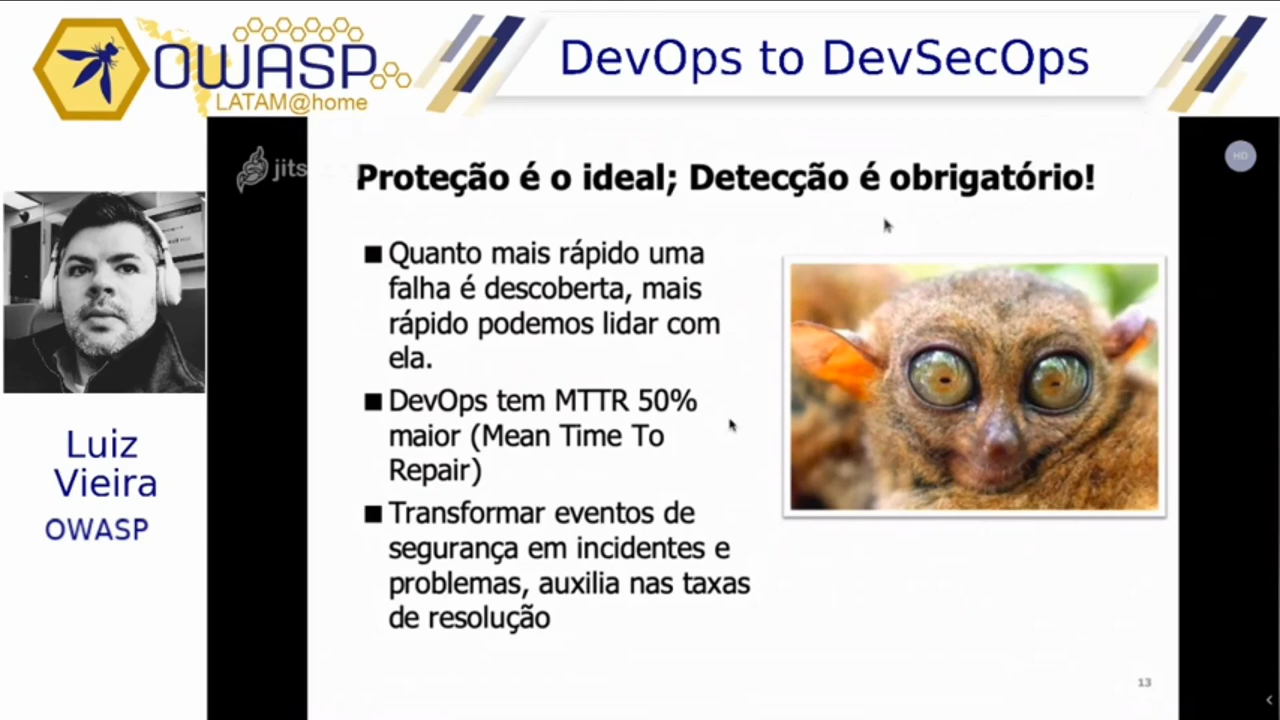 OWASP
LATAM@home
DevOps to DevSecOps
jits
HD
Proteção é o ideal; Detecção é obrigatório!
■ Quanto mais rápido uma
falha é descoberta, mais
rápido podemos lidar com
ela.
■ DevOps tem MTTR 50%
maior (Mean Time To
Repair)
■ Transformar eventos de
segurança em incidentes e
problemas, auxilia nas taxas
de resolução
Luiz
Vieira
OWASP
13